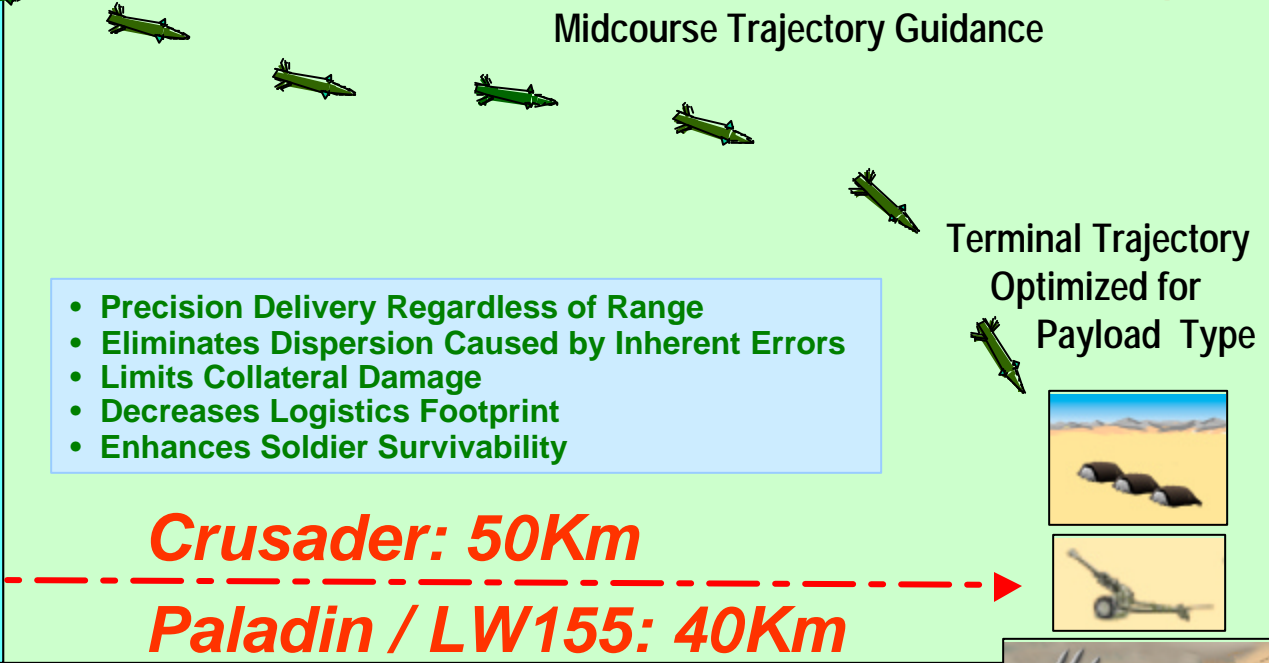 Midcourse Trajectory Guidance
Terminal Trajectory
Optimized for
Payload Type
• Precision Delivery Regardless of Range
• Eliminates Dispersion Caused by Inherent Errors
• Limits Collateral Damage
• Decreases Logistics Footprint
• Enhances Soldier Survivability
Crusader: 50Km
Paladin / LW155: 40Km